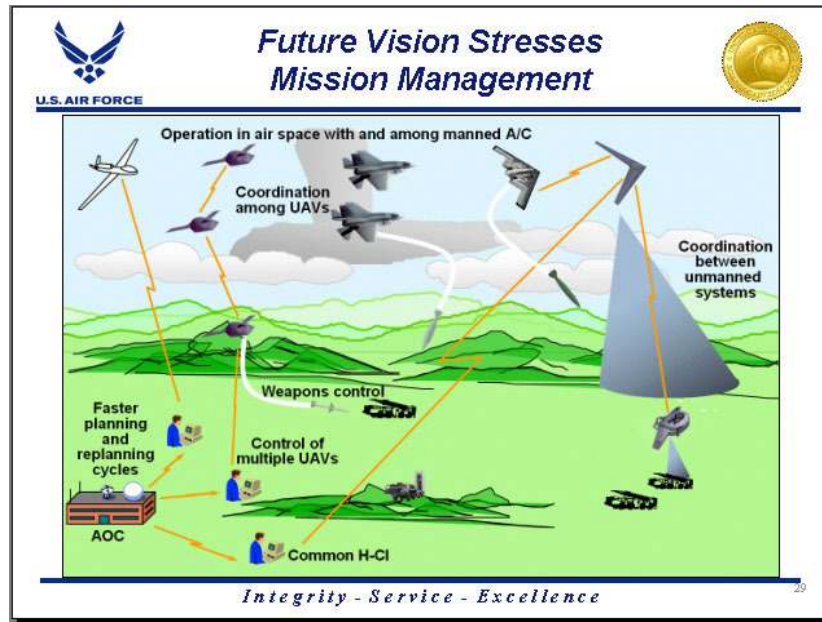 Future Vision Stresses
Mission Management
U.S. AIR FORCE
Operation in air space with and among manned A/C
Coordination
among UAVs
Coordination
between
unmanned
systems
Weapons control
Faster
planning
and
replanning
cycles
Control of
multiple UAVs
AOC
Common H-CI
Integrity - Service - Excellence
29